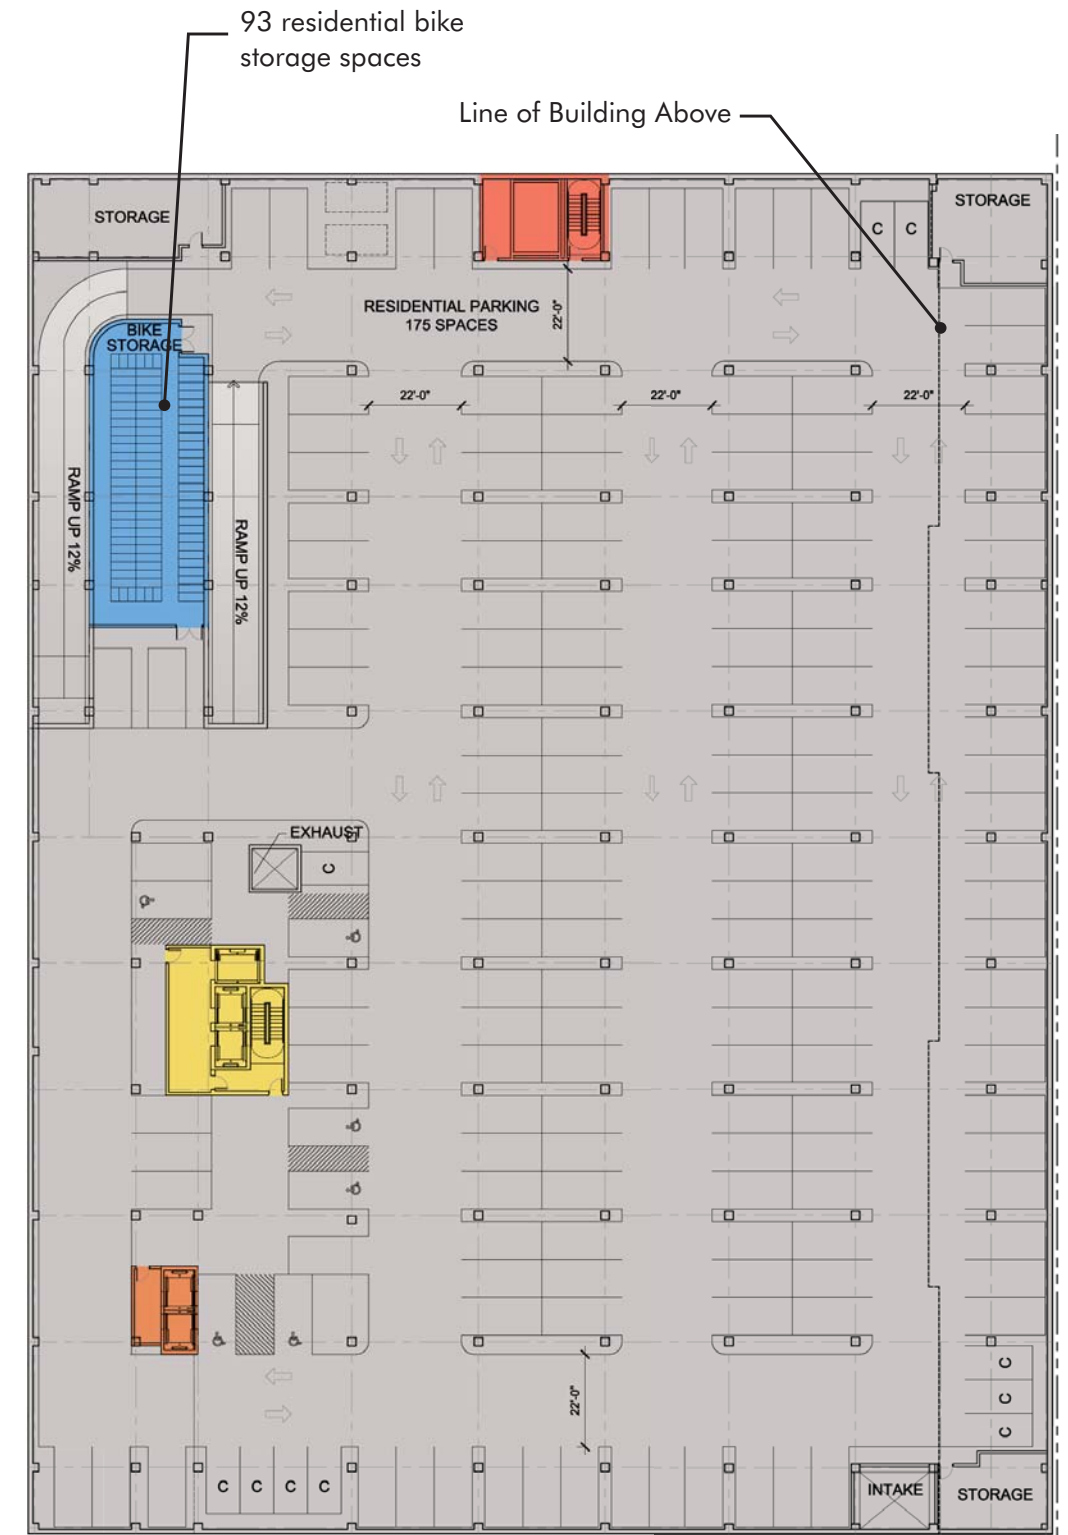 93 residential bike
storage spaces
Line of Building Above
STORAGE
STORAGE
C
C
RESIDENTIAL PARKING
175 SPACES
22'-0"
BIKE
STORAGE
22'-0"
22'-0"
22'-0"
RAMP UP 12%
RAMP UP 12%
EXHAUST
C
C
C
C
22'-0"
C
C
C
C
INTAKE
STORAGE